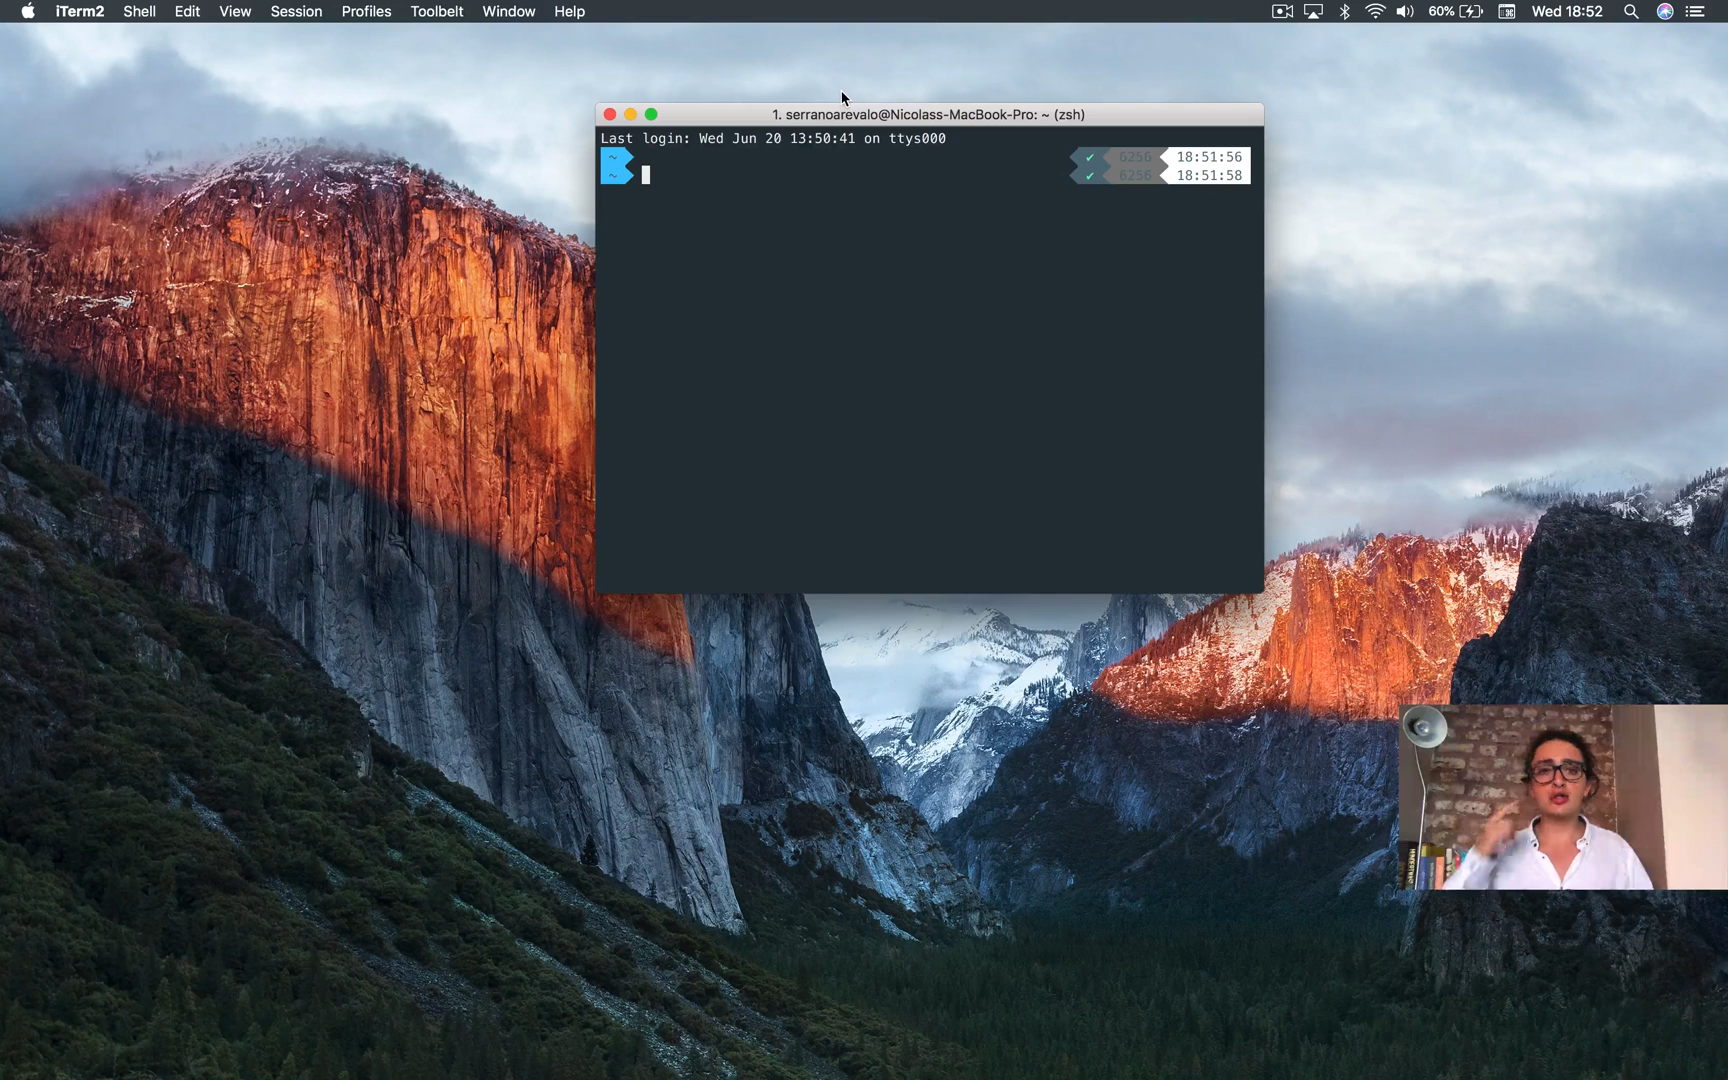 iTerm2 Shell Edit View Session Profiles Toolbelt Window Help 60% Wed 18:52
1. serranoarevalo@Nicolass-MacBook-Pro: ~ (zsh)
Last login: Wed Jun 20 13:50:41 on ttys000
~ ✔ 6256 18:51:56
~ ✔ 6256 18:51:58